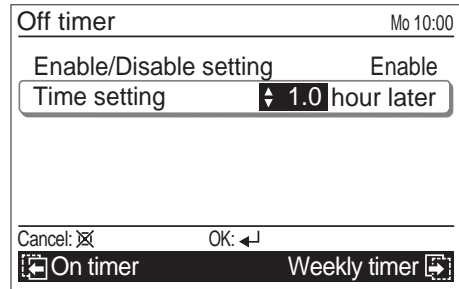 Off timer Mo 10:00
Enable/Disable setting Enable
Time setting 1.0 hour later
Cancel: OK:
On timer Weekly timer